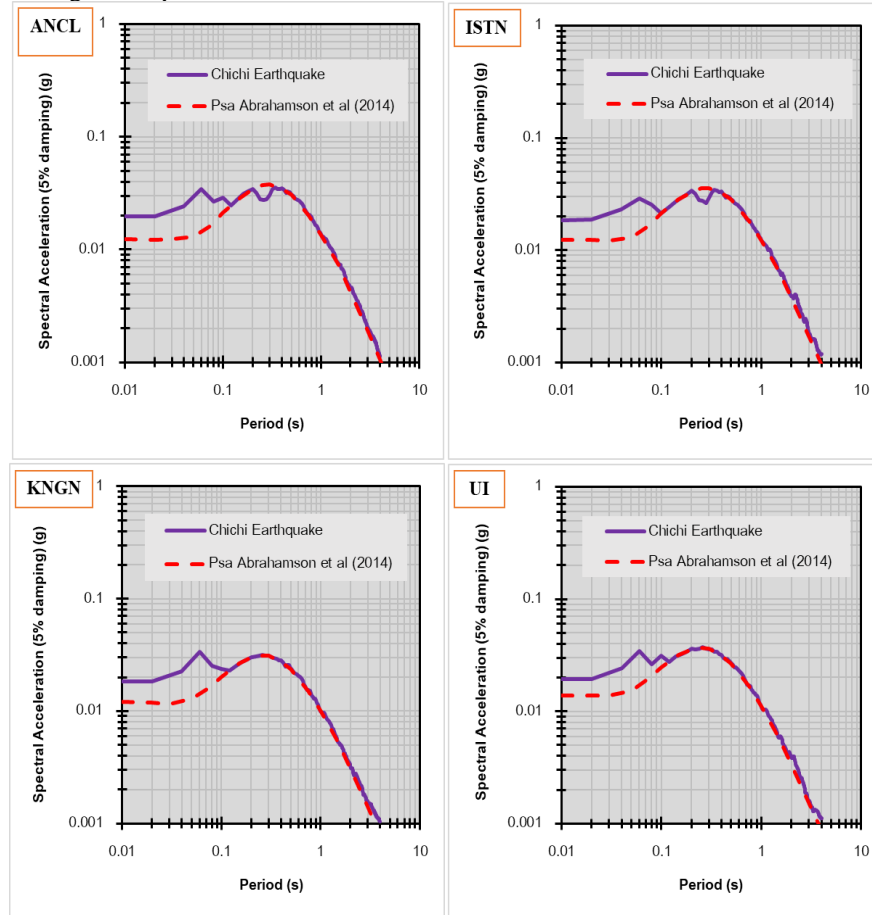 ANCL
Spectral Acceleration (5% damping) (g)
1
0.1
0.01
0.001
Chichi Earthquake
Psa Abrahamson et al (2014)
0.01 0.1 1 10
Period (s)
ISTN
Spectral Acceleration (5% damping) (g)
1
0.1
0.01
0.001
Chichi Earthquake
Psa Abrahamson et al (2014)
0.01 0.1 1 10
Period (s)
KNGN
Spectral Acceleration (5% damping) (g)
1
0.1
0.01
0.001
Chichi Earthquake
Psa Abrahamson et al (2014)
0.01 0.1 1 10
Period (s)
UI
Spectral Acceleration (5% damping) (g)
1
0.1
0.01
0.001
Chichi Earthquake
Psa Abrahamson et al (2014)
0.01 0.1 1 10
Period (s)